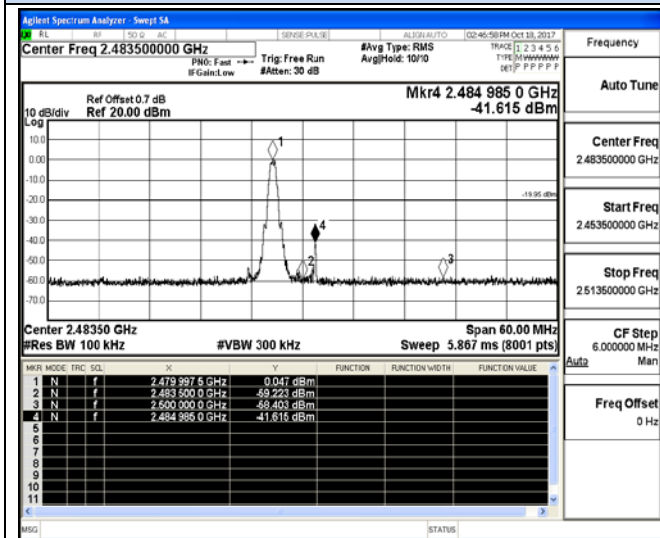 Agilent Spectrum Analyzer - Swept SA
RL RF 50 Ω AC SENSE:PULSE ALIGN AUTO 02:46:58 PM Oct 18, 2017
Center Freq 2.483500000 GHz
PNO: Fast
IFGain:Low
Trig: Free Run
#Atten: 30 dB
#Avg Type: RMS
Avg|Hold: 10/10
TRACE 1 2 3 4 5 6
TYPE M W W W W W
DET P P P P P P
Ref Offset 0.7 dB
10 dB/div Ref 20.00 dBm
Log
Mkr4 2.484 985 0 GHz
-41.615 dBm
10.0
0.00
-10.0
-20.0
-30.0
-40.0
-50.0
-60.0
-70.0
1
2
3
4
-19.95 dBm
Center 2.48350 GHz Span 60.00 MHz
#Res BW 100 kHz #VBW 300 kHz Sweep 5.867 ms (8001 pts)
MKR MODE TRC SCL X Y FUNCTION FUNCTION WIDTH FUNCTION VALUE
1 N f 2.479 997 5 GHz 0.047 dBm
2 N f 2.483 500 0 GHz -59.223 dBm
3 N f 2.500 000 0 GHz -58.403 dBm
4 N f 2.484 985 0 GHz -41.615 dBm
5
6
7
8
9
10
11
MSG STATUS
Frequency
Auto Tune
Center Freq
2.483500000 GHz
Start Freq
2.453500000 GHz
Stop Freq
2.513500000 GHz
CF Step
6.000000 MHz
Auto Man
Freq Offset
0 Hz